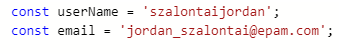 const userName = 'szalontaijordan';
const email = 'jordan_szalontai@epam.com';